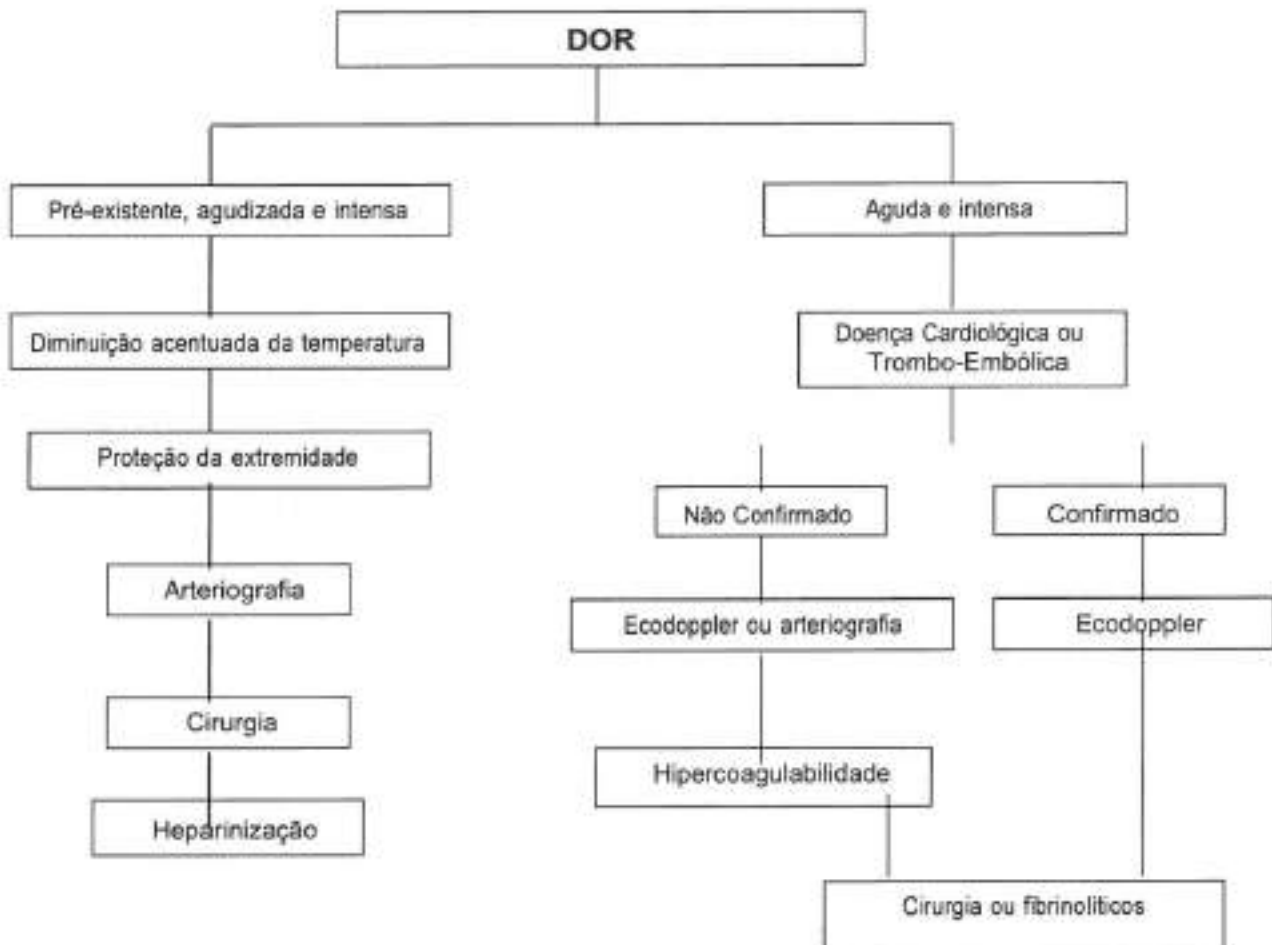 DOR
Pré-existente, agudizada e intensa
Aguda e intensa
Diminuição acentuada da temperatura
Doença Cardiológica ou
Trombo-Embólica
Proteção da extremidade
Não Confirmado
Confirmado
Arteriografia
Ecodoppler ou arteriografia
Ecodoppler
Cirurgia
Hipercoagulabilidade
Heparinização
Cirurgia ou fibrinolíticos